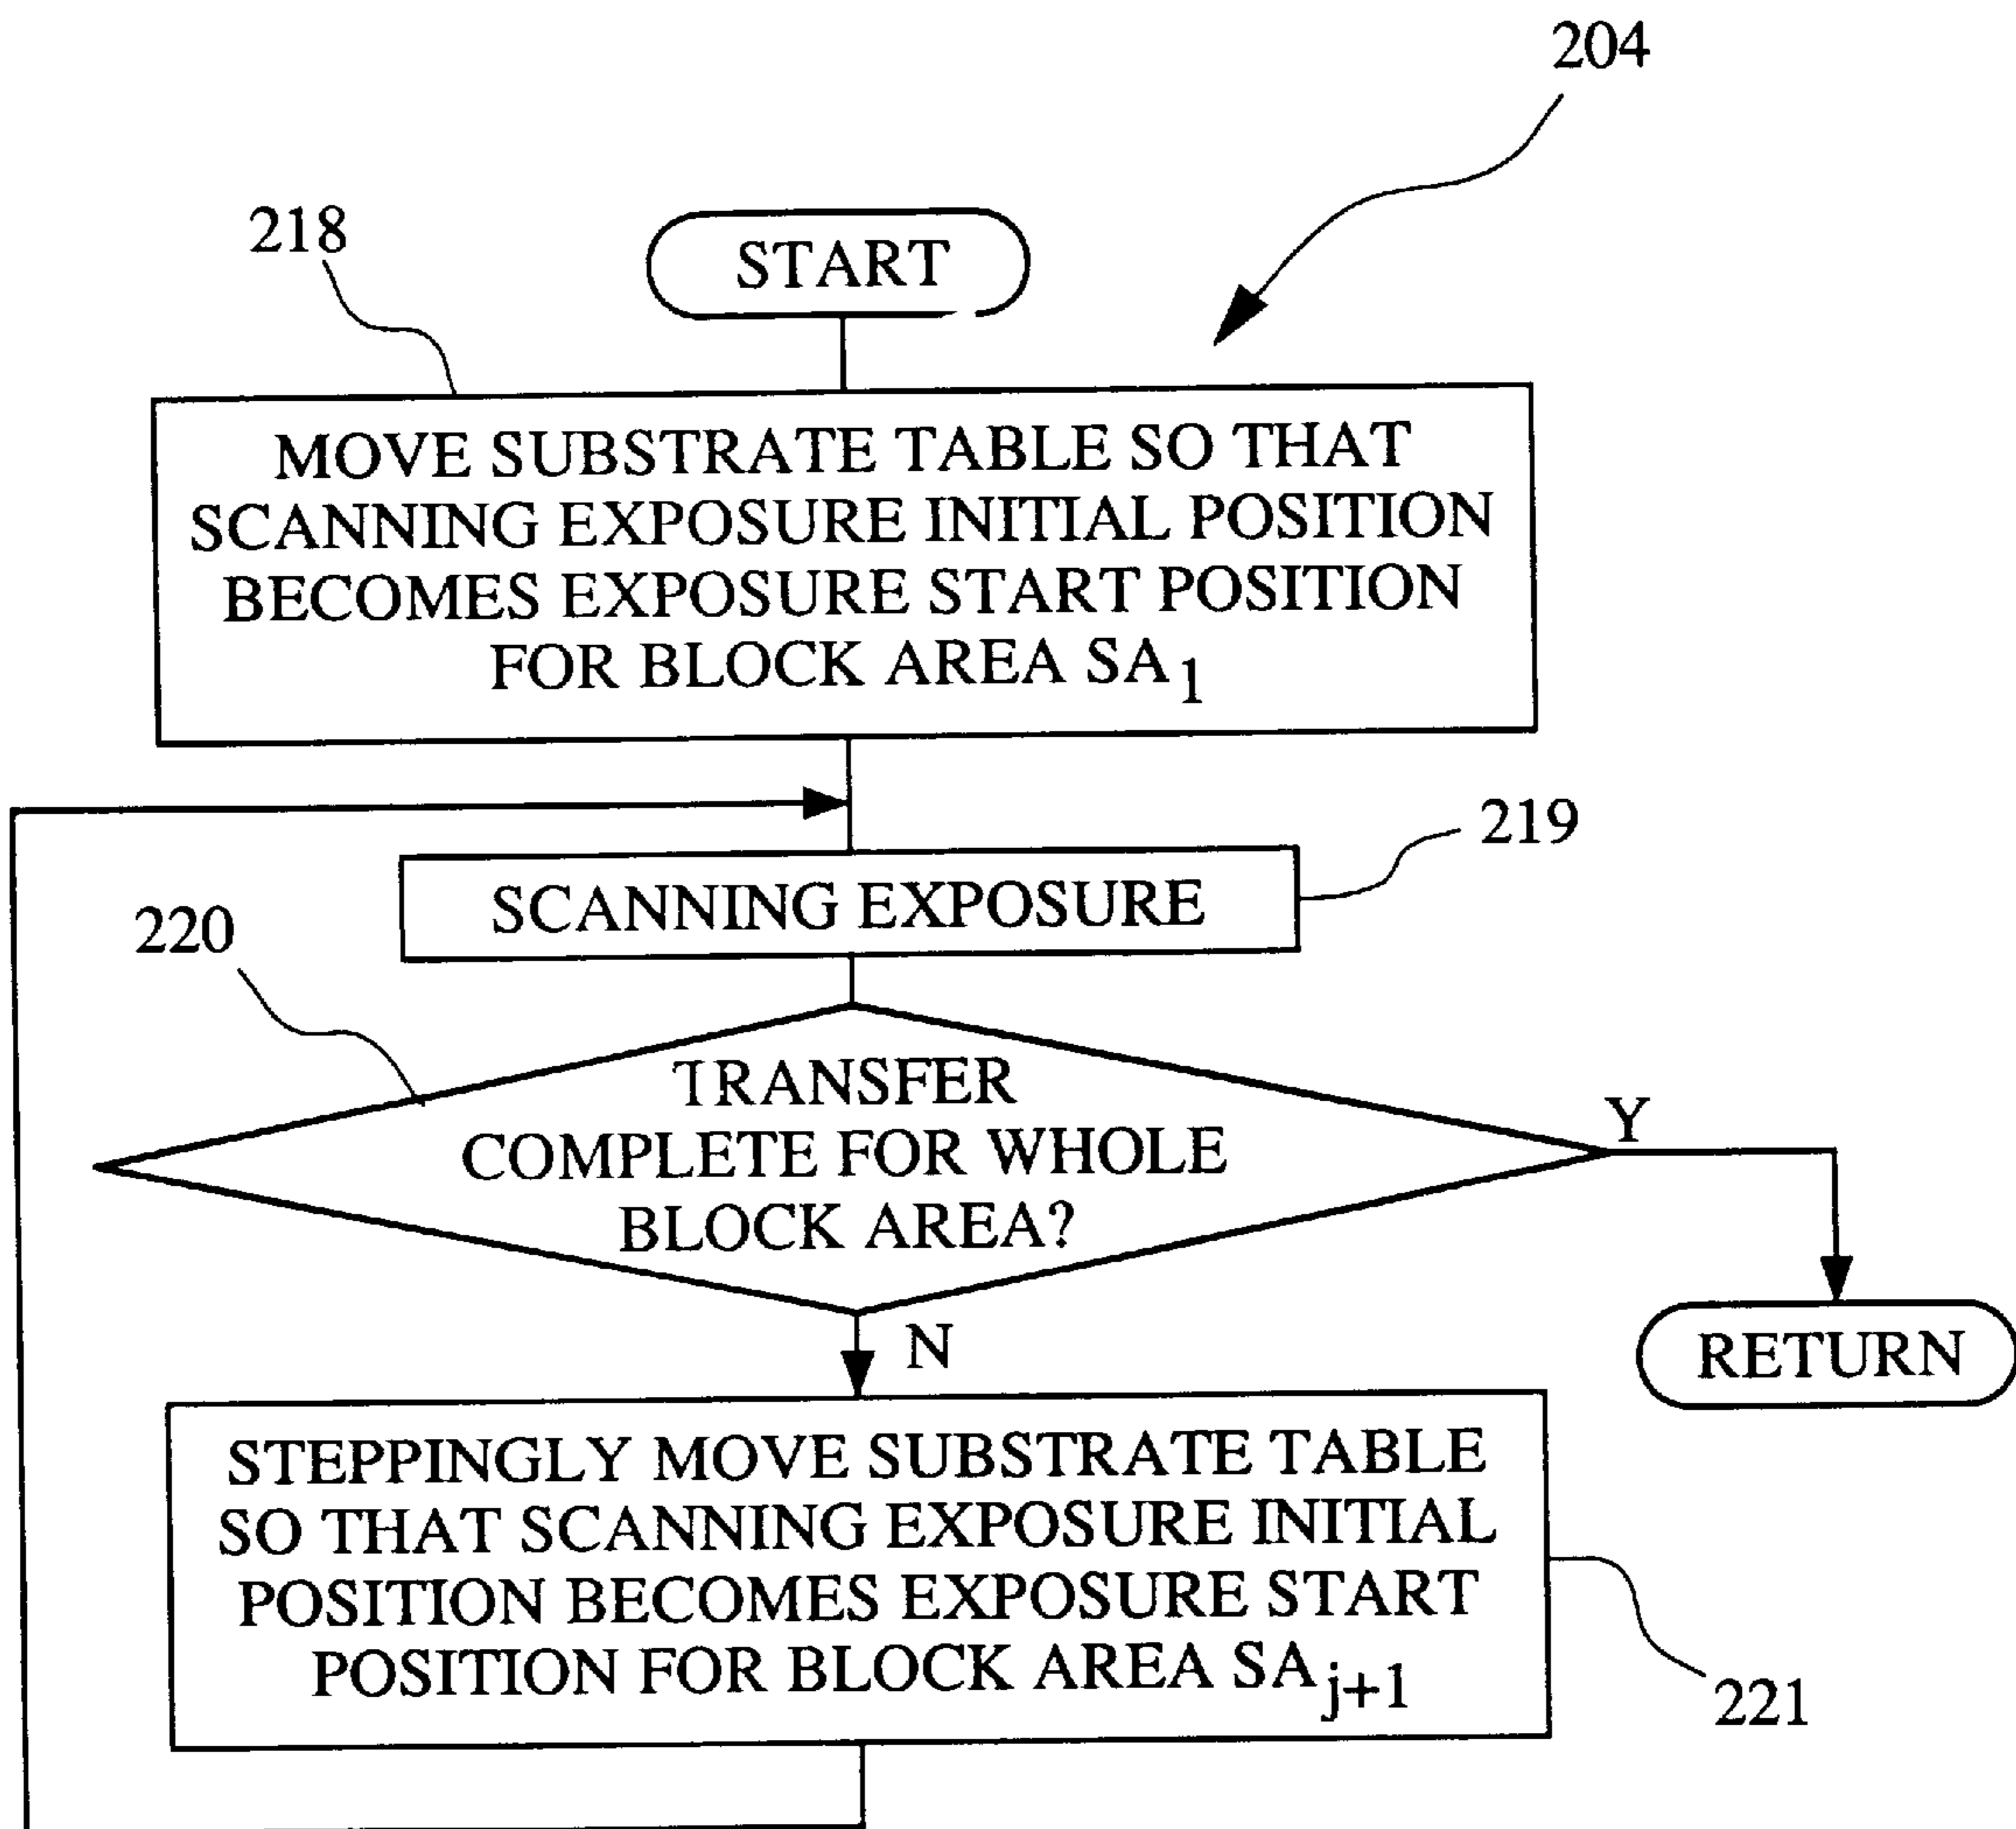 204
218
START
MOVE SUBSTRATE TABLE SO THAT
SCANNING EXPOSURE INITIAL POSITION
BECOMES EXPOSURE START POSITION
FOR BLOCK AREA SA1
219
SCANNING EXPOSURE
220
TRANSFER
COMPLETE FOR WHOLE
BLOCK AREA?
Y
N
RETURN
STEPPINGLY MOVE SUBSTRATE TABLE
SO THAT SCANNING EXPOSURE INITIAL
POSITION BECOMES EXPOSURE START
POSITION FOR BLOCK AREA SAj+1
221